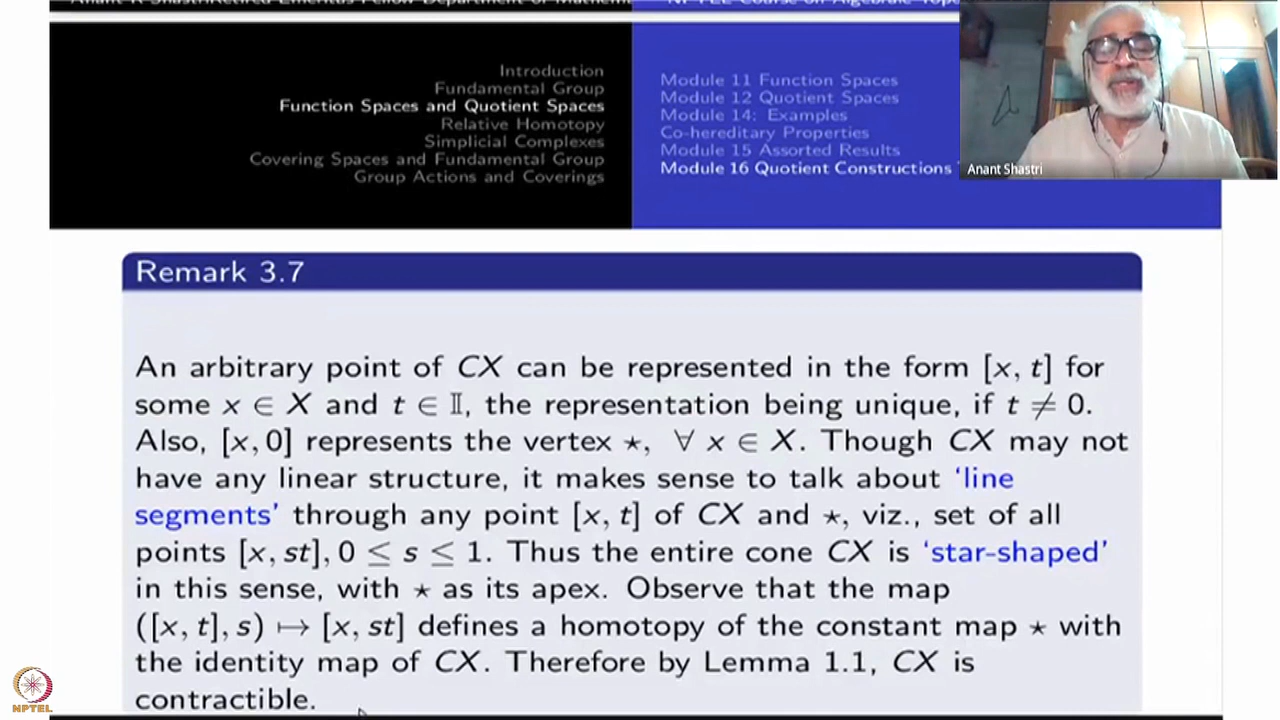 Introduction
Fundamental Group
Function Spaces and Quotient Spaces
Relative Homotopy
Simplicial Complexes
Covering Spaces and Fundamental Group
Group Actions and Coverings
Module 11 Function Spaces
Module 12 Quotient Spaces
Module 14: Examples
Co-hereditary Properties
Module 15 Assorted Results
Module 16 Quotient Constructions
Anant Shastri
Remark 3.7
An arbitrary point of CX can be represented in the form [x, t] for
some x ∈ X and t ∈ 𝕀, the representation being unique, if t ≠ 0.
Also, [x, 0] represents the vertex ⋆, ∀ x ∈ X. Though CX may not
have any linear structure, it makes sense to talk about ‘line
segments’ through any point [x, t] of CX and ⋆, viz., set of all
points [x, st], 0 ≤ s ≤ 1. Thus the entire cone CX is ‘star-shaped’
in this sense, with ⋆ as its apex. Observe that the map
([x, t], s) ↦ [x, st] defines a homotopy of the constant map ⋆ with
the identity map of CX. Therefore by Lemma 1.1, CX is
contractible.
NPTEL